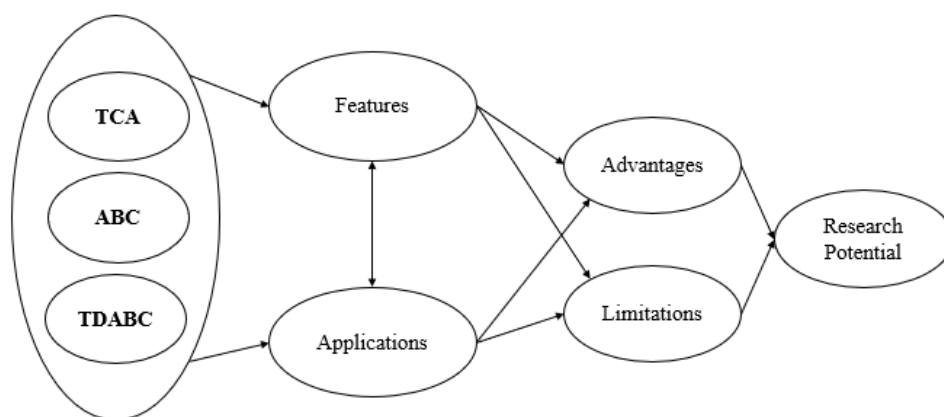 TCA
ABC
TDABC
Features
Applications
Advantages
Limitations
Research
Potential